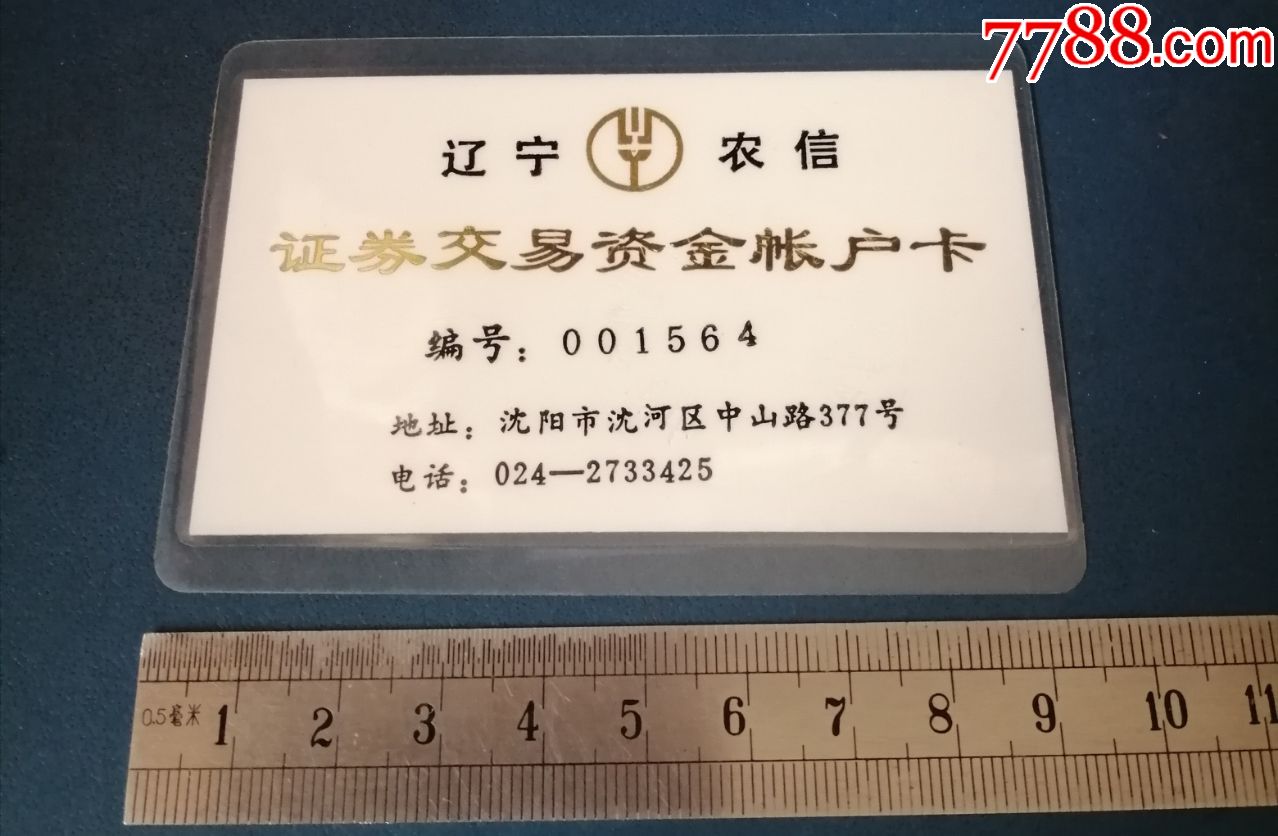 7788.com
辽宁 农信
证券交易资金帐户卡
编号：001564
地址：沈阳市沈河区中山路377号
电话：024—2733425
0.5毫米 1 2 3 4 5 6 7 8 9 10 11